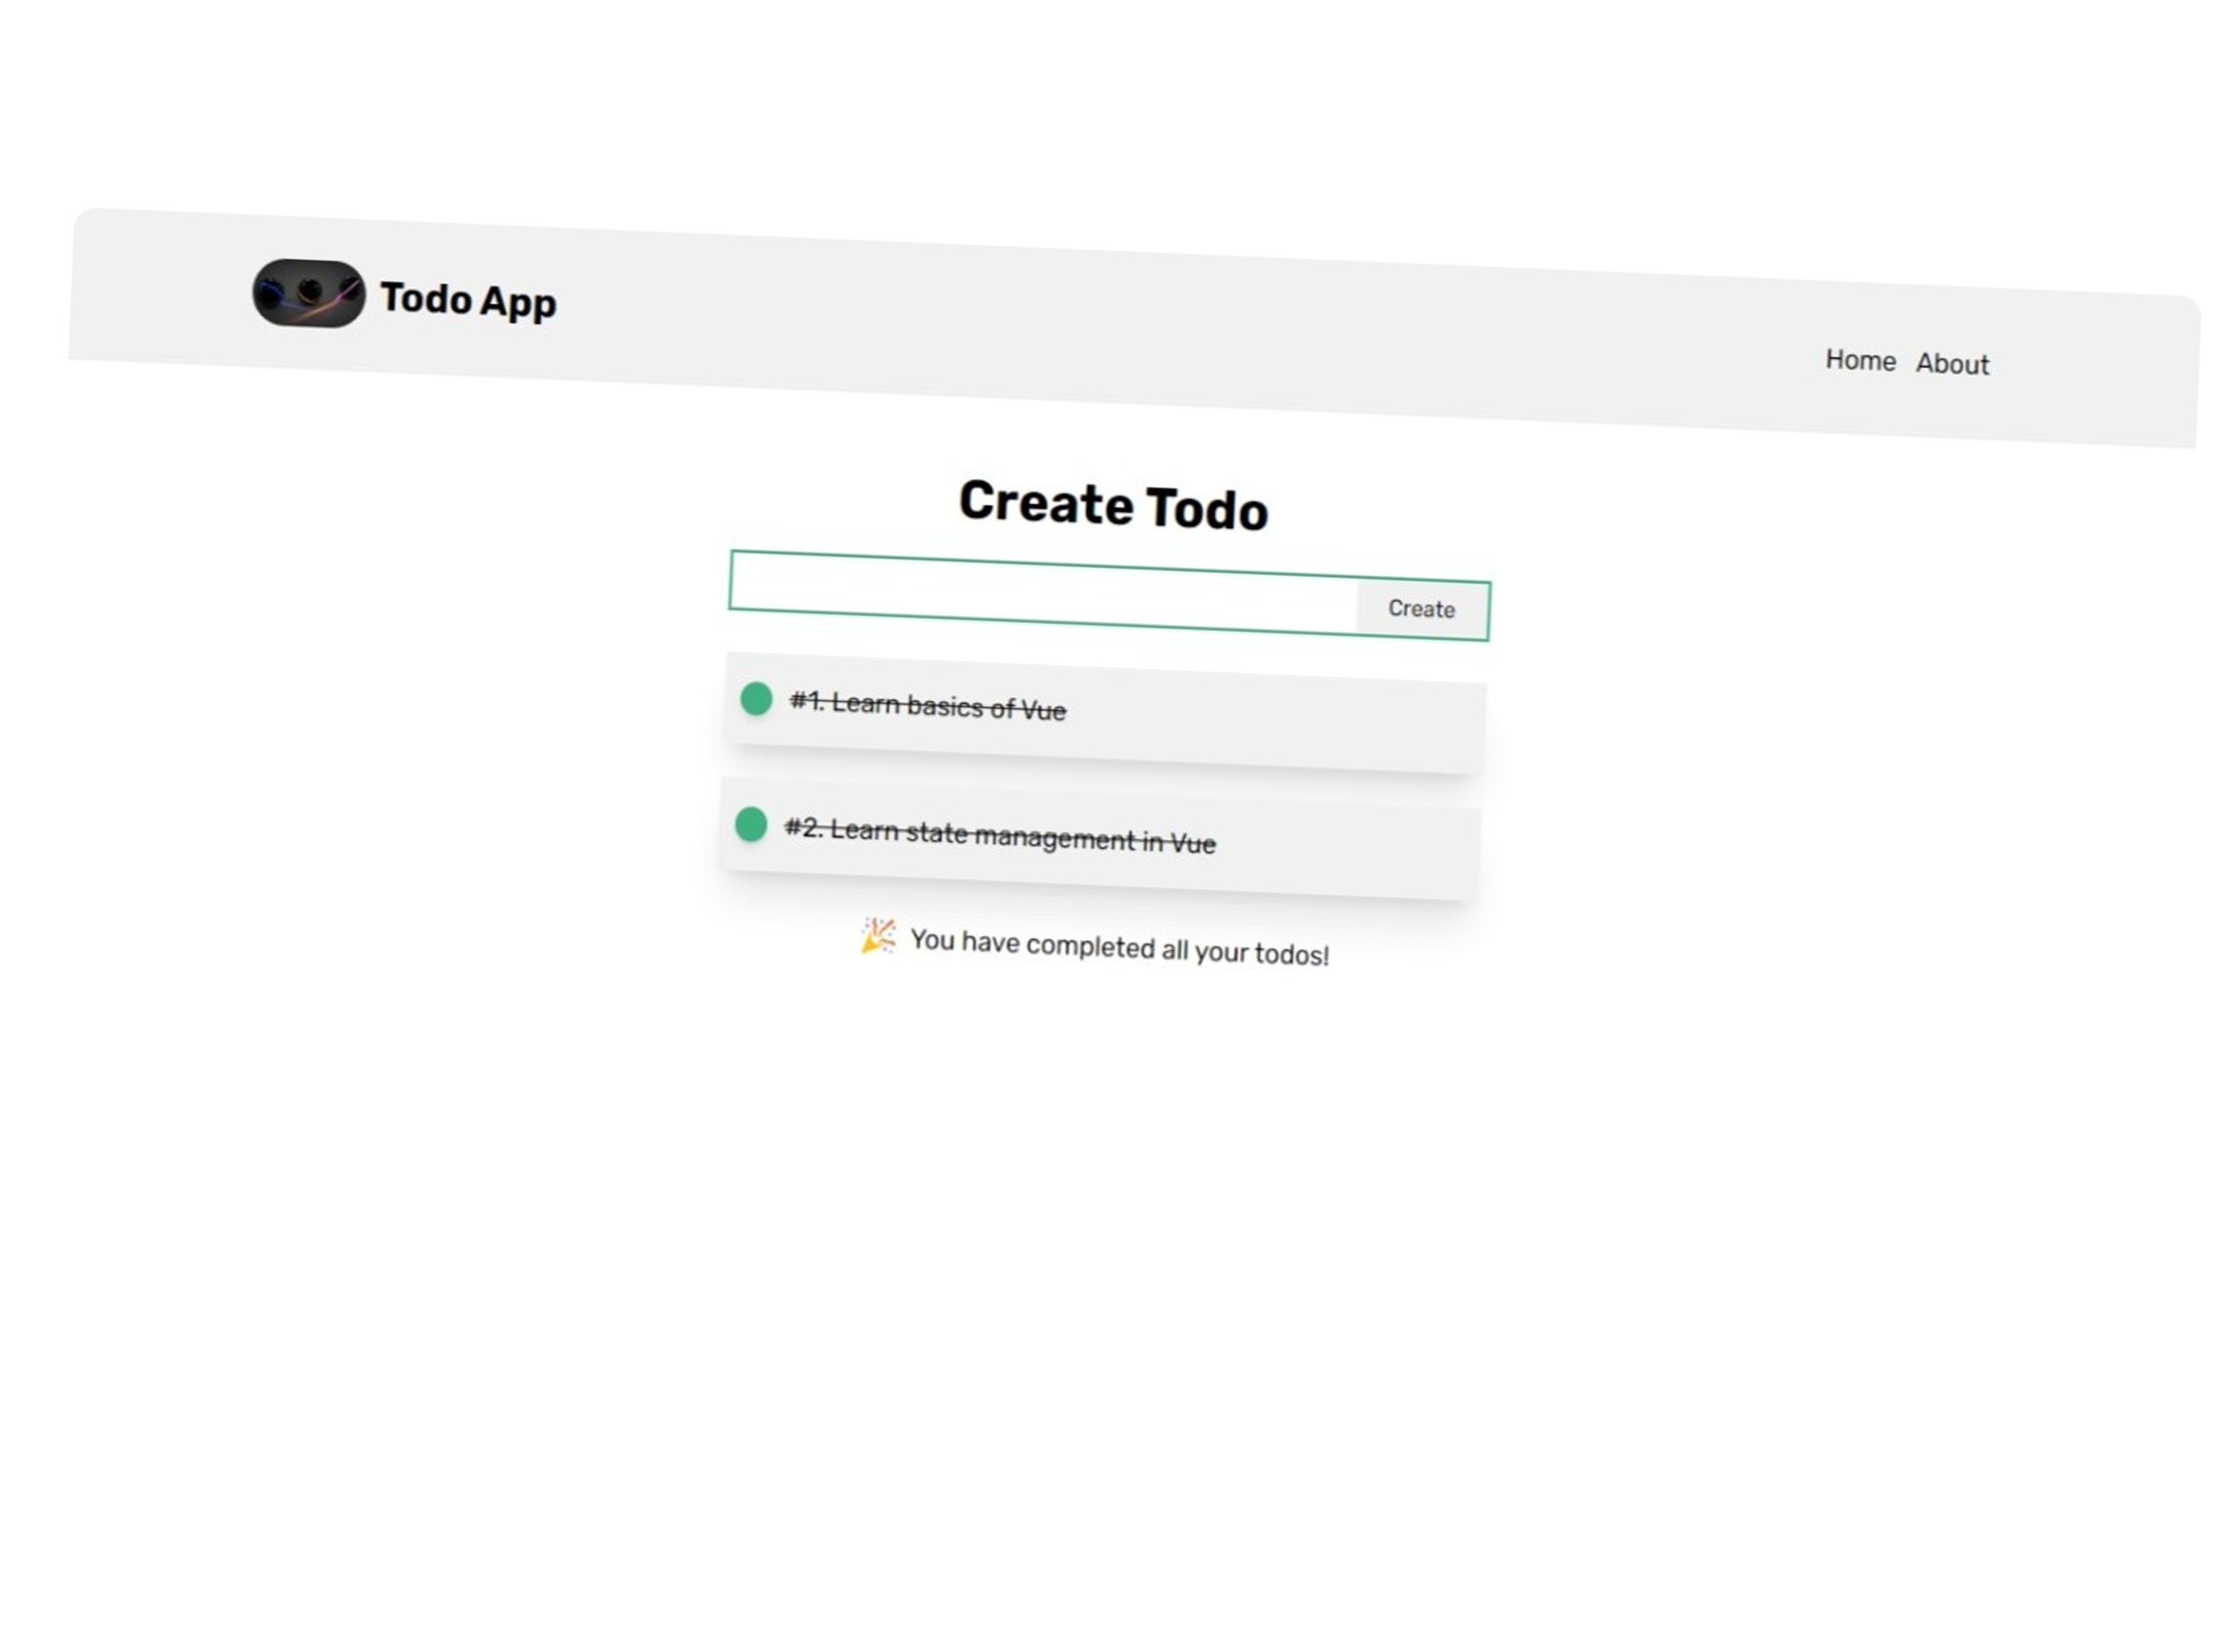 Todo App
Home About
Create Todo
Create
#1. Learn basics of Vue
#2. Learn state management in Vue
🎉 You have completed all your todos!